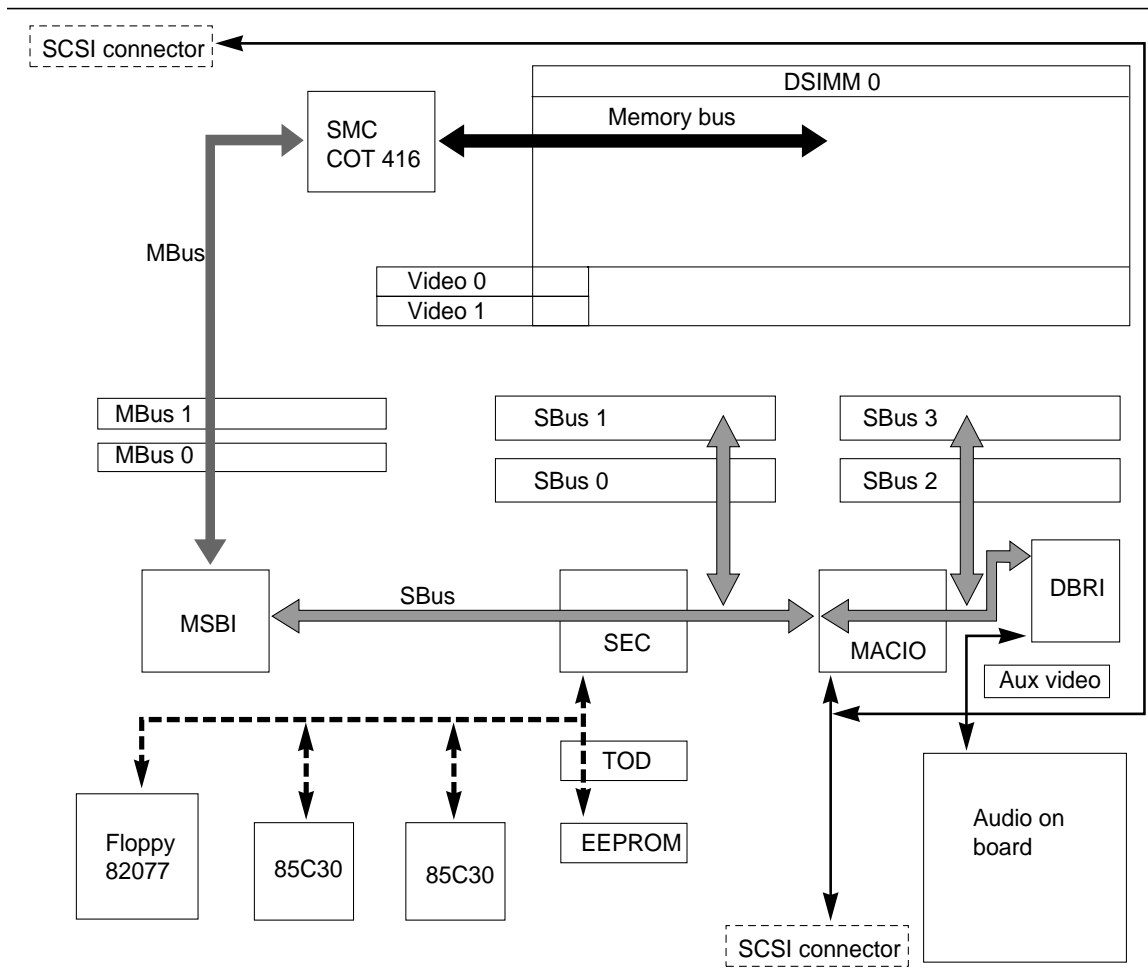 SCSI connector
DSIMM 0
Memory bus
SMC
COT 416
MBus
Video 0
Video 1
MBus 1
MBus 0
SBus 1
SBus 0
SBus 3
SBus 2
MSBI
SBus
SEC
MACIO
DBRI
Aux video
TOD
EEPROM
Floppy
82077
85C30
85C30
Audio on
board
SCSI connector